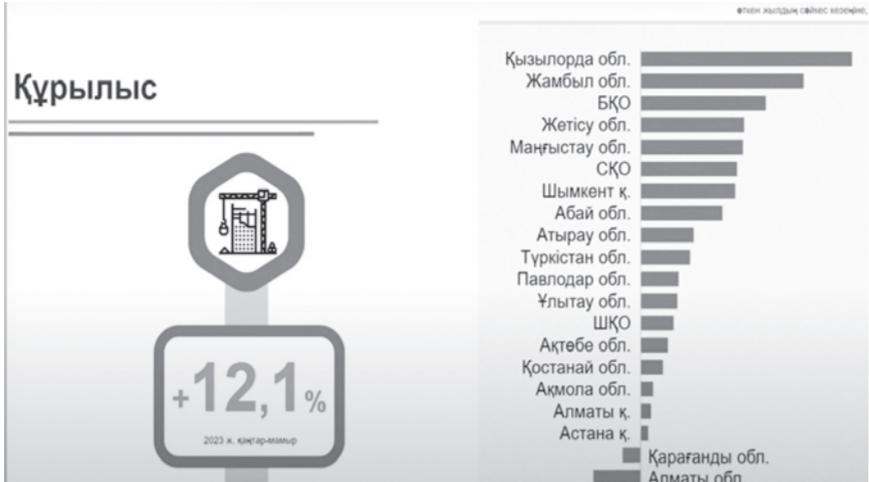 өткен жылдың сәйкес кезеңіне,
Құрылыс
+12,1%
2023 ж. қаңтар-мамыр
Қызылорда обл.
Жамбыл обл.
БҚО
Жетісу обл.
Маңғыстау обл.
СҚО
Шымкент қ.
Абай обл.
Атырау обл.
Түркістан обл.
Павлодар обл.
Ұлытау обл.
ШҚО
Ақтөбе обл.
Қостанай обл.
Ақмола обл.
Алматы қ.
Астана қ.
Қарағанды обл.
Алматы обл.